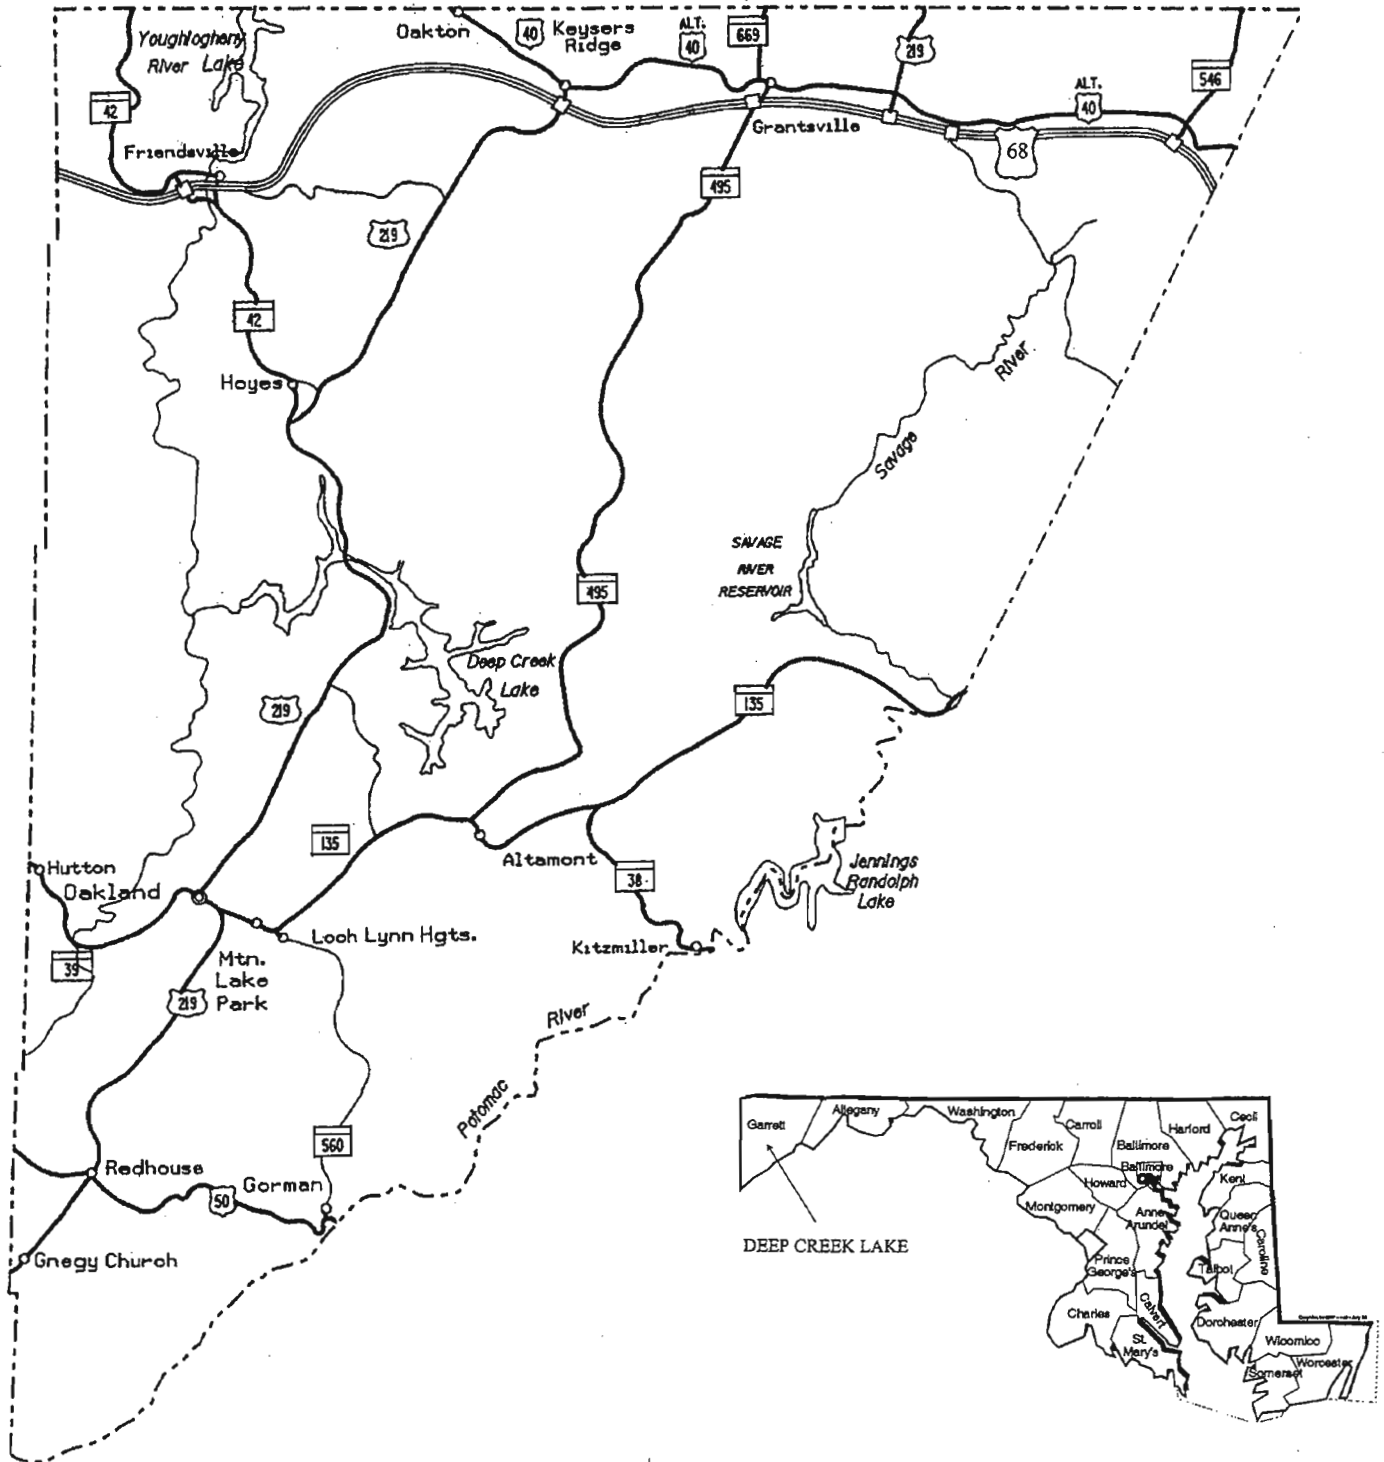 Youghlogheny
River Lake
Oakton
40
Keysers
Ridge
ALT.
40
669
219
546
ALT.
40
42
Friendsville
Grantsville
68
495
219
42
Hoyes
River
Savage
SAVAGE
RIVER
RESERVOIR
495
Deep Creek
Lake
219
135
135
Altamont
38
Jennings
Randolph
Lake
Hutton
Oakland
Looh Lynn Hgts.
Kitzmiller
39
Mtn.
Lake
Park
219
River
Potomac
560
Redhouse
Gorman
50
Gnegy Churoh
Garrett
Allegany
Washington
Frederick
Carroll
Baltimore
Harford
Cecil
Baltimore
Howard
Kent
Montgomery
Anne
Arundel
Queen
Anne's
Caroline
DEEP CREEK LAKE
Prince
George's
Talbot
Calvert
Charles
St.
Mary's
Dorchester
Wicomico
Worcester
Somerset